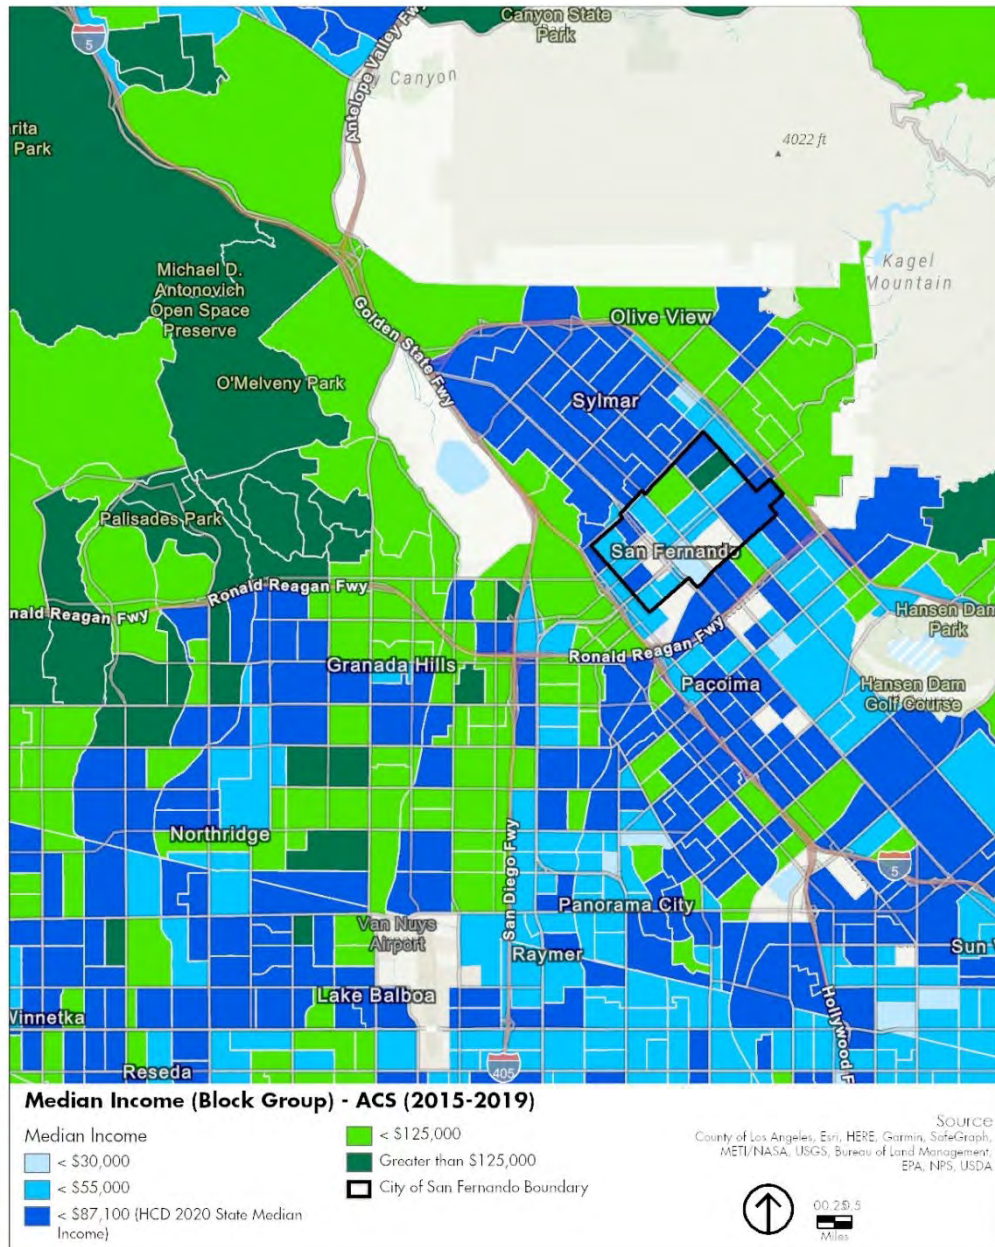 Canyon State
Park
5
Antelope Valley Fwy
y Canyon
rita
Park
4022 ft
Michael D.
Antonovich
Open Space
Preserve
Kagel
Mountain
Golden State Fwy
Olive View
O'Melveny Park
Sylmar
Palisades Park
San Fernando
Ronald Reagan Fwy
nald Reagan Fwy
Hansen Dam
Park
Granada Hills
Ronald Reagan Fwy
Pacoima
Hansen Dam
Golf Course
Northridge
San Diego Fwy
5
Panorama City
Van Nuys
Airport
Raymer
Sun V
Lake Balboa
Hollywood F
Winnetka
Reseda
405
Median Income (Block Group) - ACS (2015-2019)
Median Income
< $30,000
< $55,000
< $87,100 (HCD 2020 State Median
Income)
< $125,000
Greater than $125,000
City of San Fernando Boundary
Source
County of Los Angeles, Esri, HERE, Garmin, SafeGraph,
METI/NASA, USGS, Bureau of Land Management,
EPA, NPS, USDA
Miles